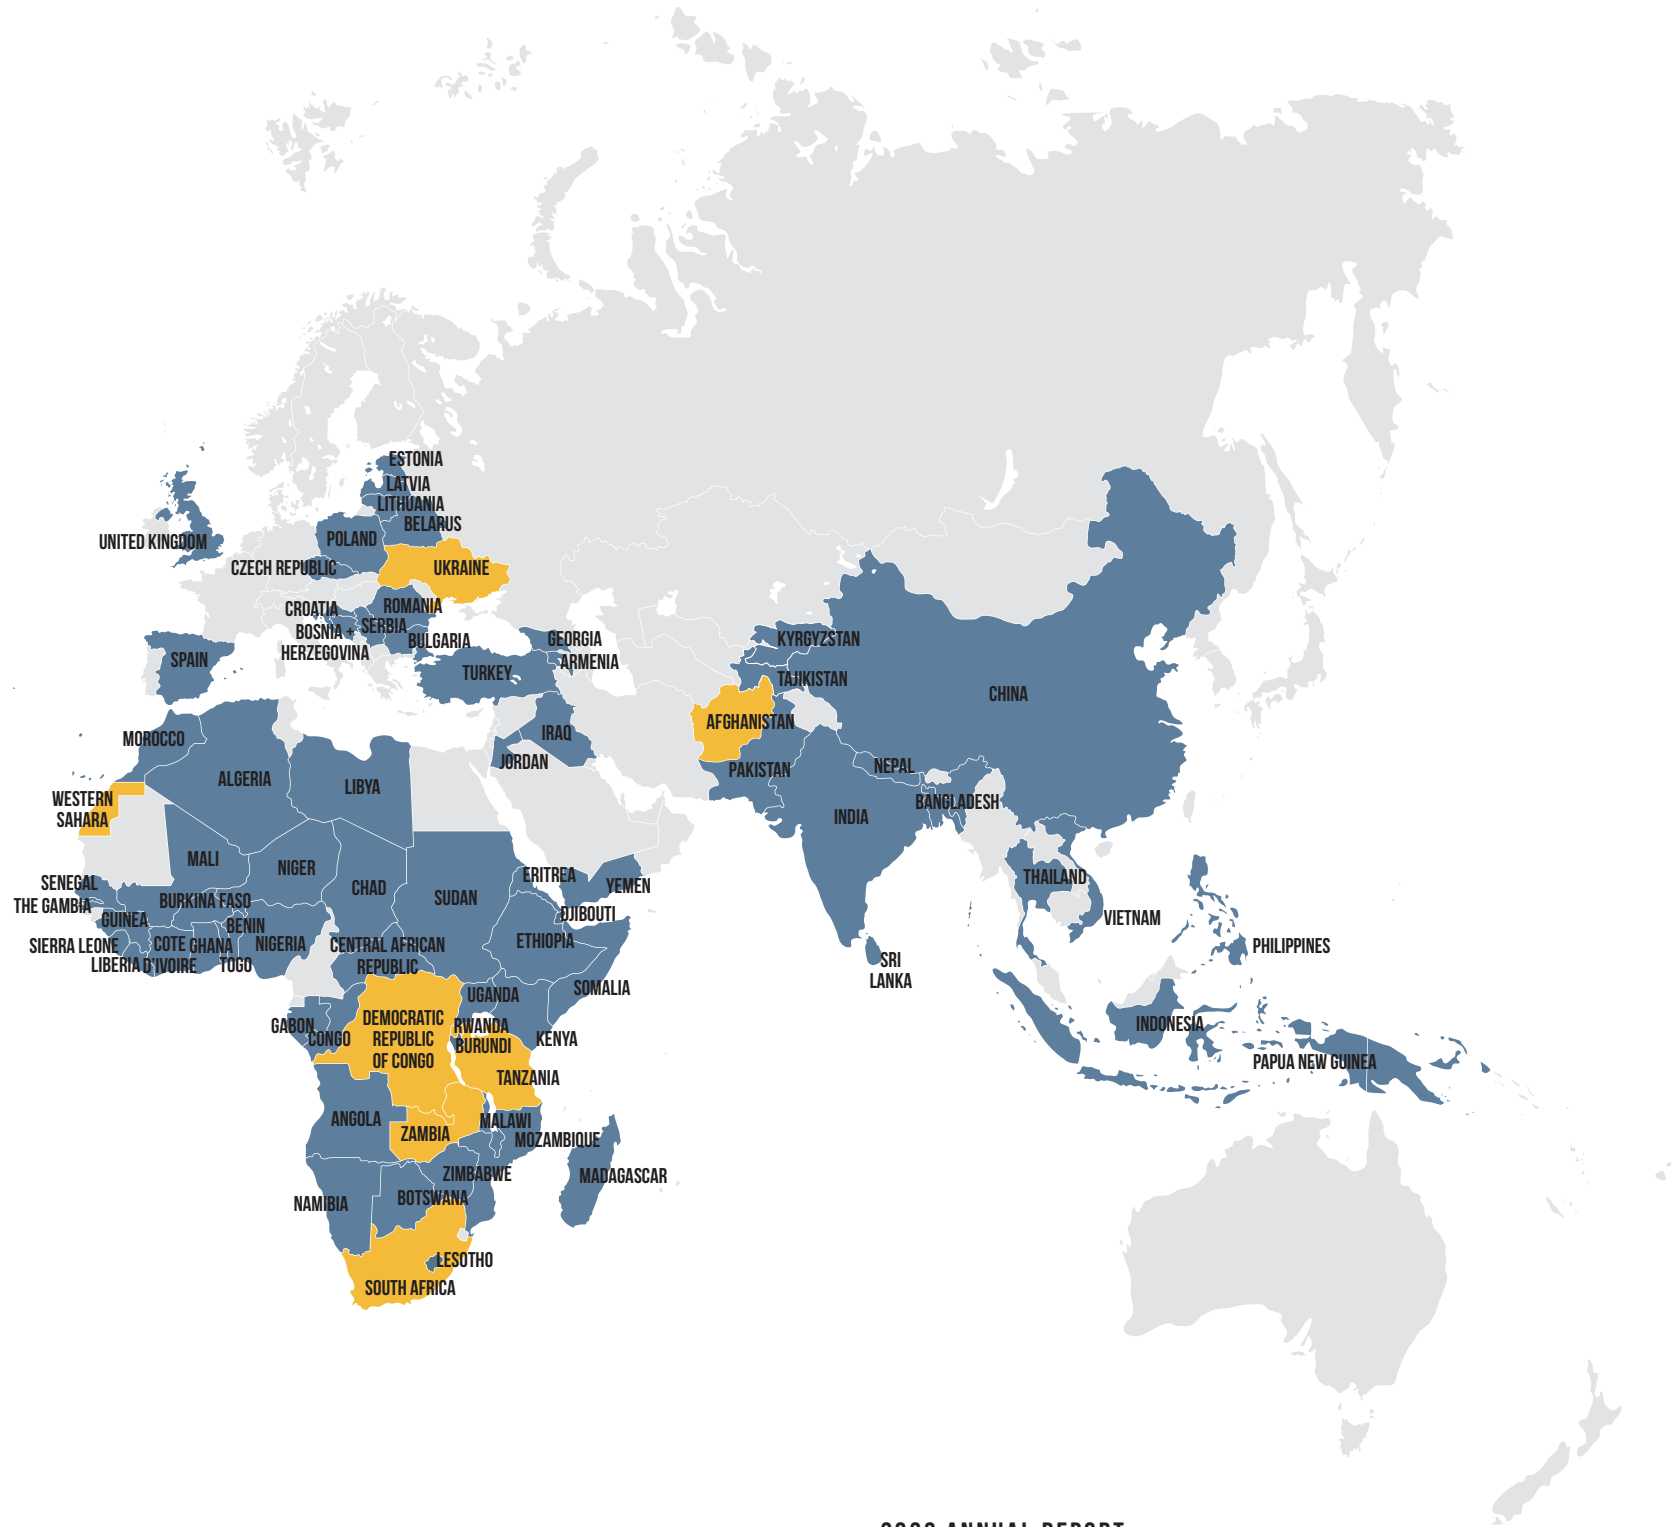 ESTONIA
LATVIA
LITHUANIA
BELARUS
UNITED KINGDOM
POLAND
CZECH REPUBLIC
UKRAINE
CROATIA
ROMANIA
BOSNIA +
HERZEGOVINA
SERBIA
BULGARIA
GEORGIA
ARMENIA
SPAIN
TURKEY
KYRGYZSTAN
TAJIKISTAN
CHINA
AFGHANISTAN
MOROCCO
IRAQ
JORDAN
ALGERIA
LIBYA
PAKISTAN
NEPAL
WESTERN
SAHARA
BANGLADESH
INDIA
MALI
NIGER
CHAD
SUDAN
ERITREA
YEMEN
THAILAND
SENEGAL
THE GAMBIA
BURKINA FASO
GUINEA
BENIN
DJIBOUTI
VIETNAM
SIERRA LEONE
COTE
D'IVOIRE
GHANA
NIGERIA
CENTRAL AFRICAN
REPUBLIC
ETHIOPIA
PHILIPPINES
LIBERIA
TOGO
SRI
LANKA
UGANDA
SOMALIA
GABON
CONGO
DEMOCRATIC
REPUBLIC
OF CONGO
RWANDA
BURUNDI
KENYA
INDONESIA
PAPUA NEW GUINEA
TANZANIA
ANGOLA
ZAMBIA
MALAWI
MOZAMBIQUE
ZIMBABWE
MADAGASCAR
NAMIBIA
BOTSWANA
LESOTHO
SOUTH AFRICA
ANNUAL REPORT